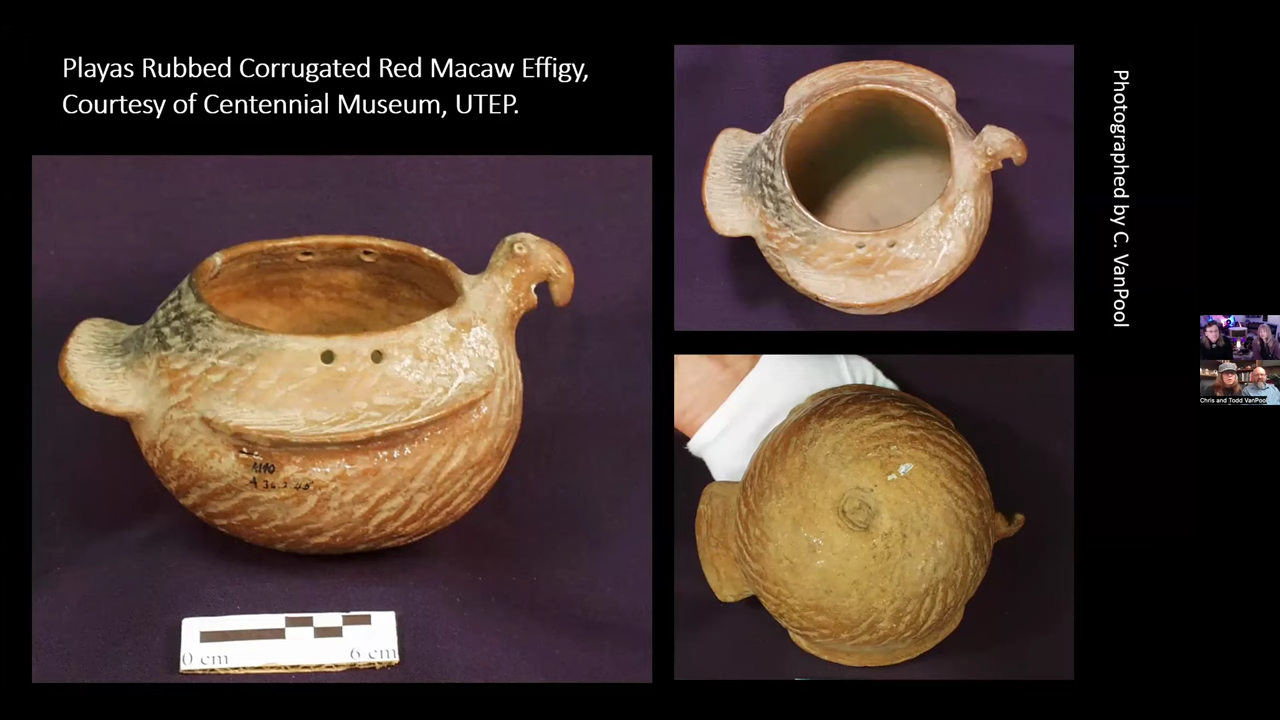 Playas Rubbed Corrugated Red Macaw Effigy,
Courtesy of Centennial Museum, UTEP.
Photographed by C. VanPool
0 cm 6 cm
Chris and Todd VanPool